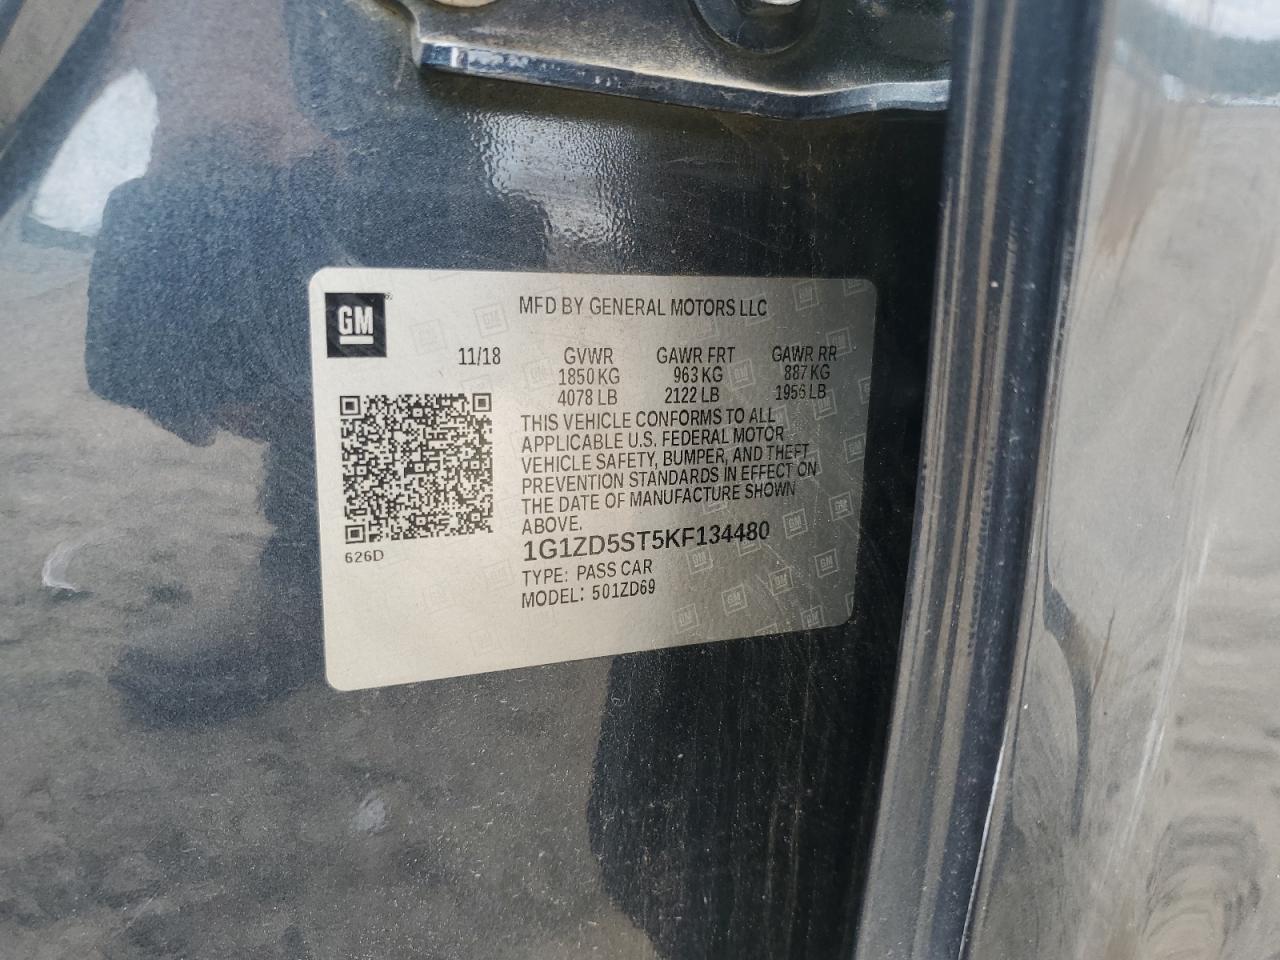 GM
MFD BY GENERAL MOTORS LLC
11/18 GVWR GAWR FRT GAWR RR
1850 KG 963 KG 887 KG
4078 LB 2122 LB 1956 LB
THIS VEHICLE CONFORMS TO ALL
APPLICABLE U.S. FEDERAL MOTOR
VEHICLE SAFETY, BUMPER, AND THEFT
PREVENTION STANDARDS IN EFFECT ON
THE DATE OF MANUFACTURE SHOWN
ABOVE.
626D
1G1ZD5ST5KF134480
TYPE: PASS CAR
MODEL: 501ZD69